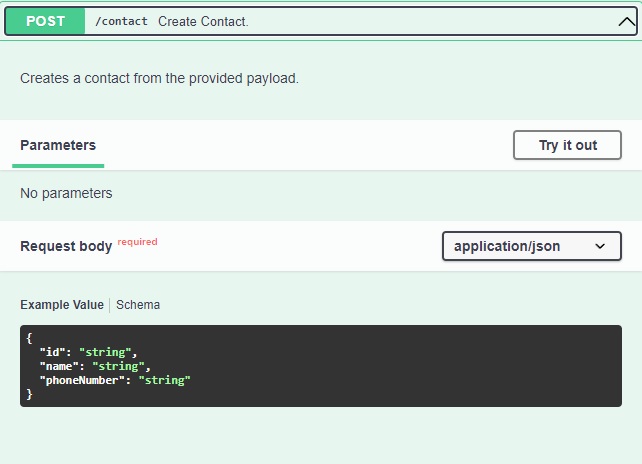 POST /contact Create Contact.
Creates a contact from the provided payload.
Parameters Try it out
No parameters
Request body required application/json
Example Value Schema
{
"id": "string",
"name": "string",
"phoneNumber": "string"
}